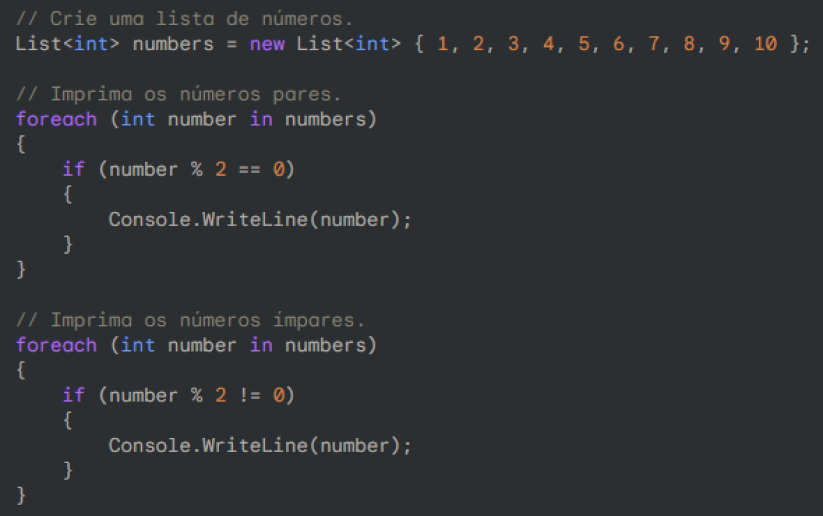 // Crie uma lista de números.
List<int> numbers = new List<int> { 1, 2, 3, 4, 5, 6, 7, 8, 9, 10 };
// Imprima os números pares.
foreach (int number in numbers)
{
    if (number % 2 == 0)
    {
        Console.WriteLine(number);
    }
}
// Imprima os números ímpares.
foreach (int number in numbers)
{
    if (number % 2 != 0)
    {
        Console.WriteLine(number);
    }
}